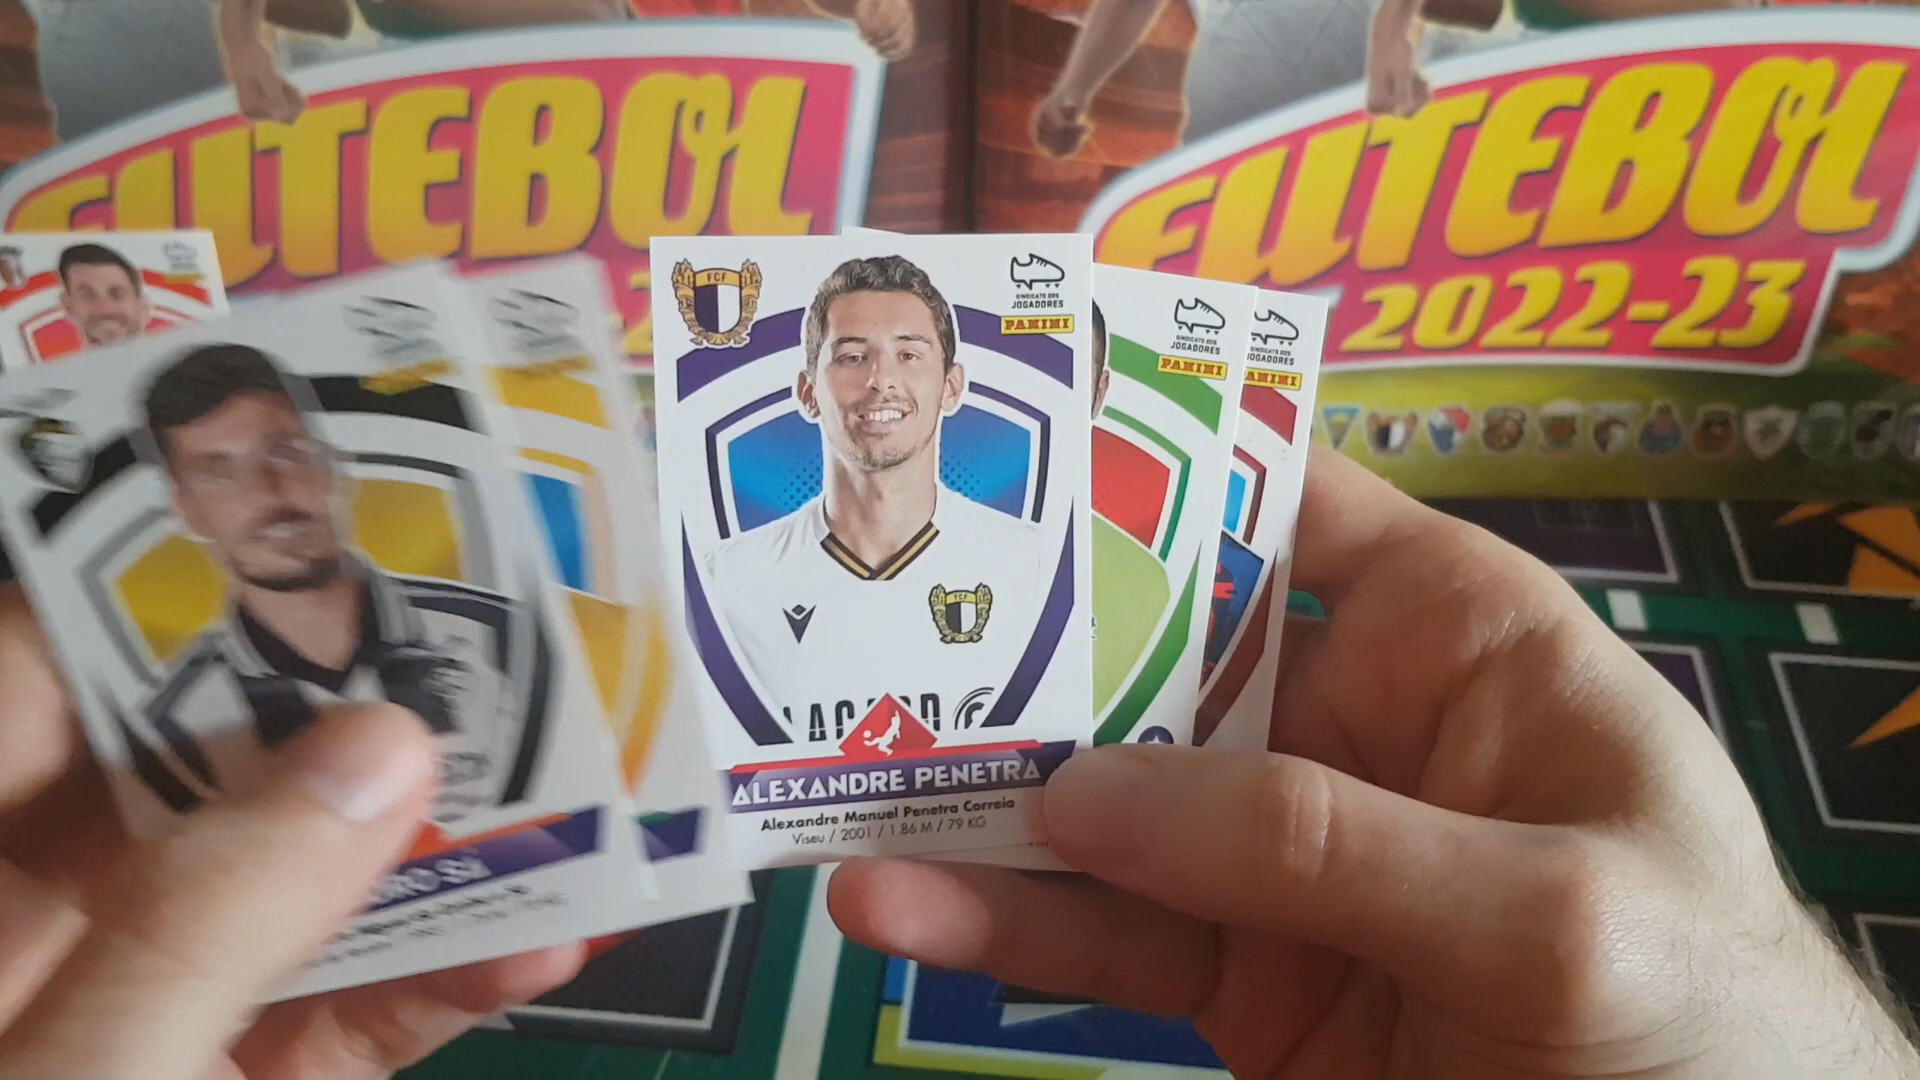 FUTEBOL
FUTEBOL
2022-23
FCF
SINDICATO DOS
JOGADORES
PANINI
SINDICATO DOS
JOGADORES
PANINI
SINDICATO DOS
JOGADORES
PANINI
FCF
ALEXANDRE PENETRA
Alexandre Manuel Penetra Correia
Viseu / 2001 / 1.86 M / 79 KG